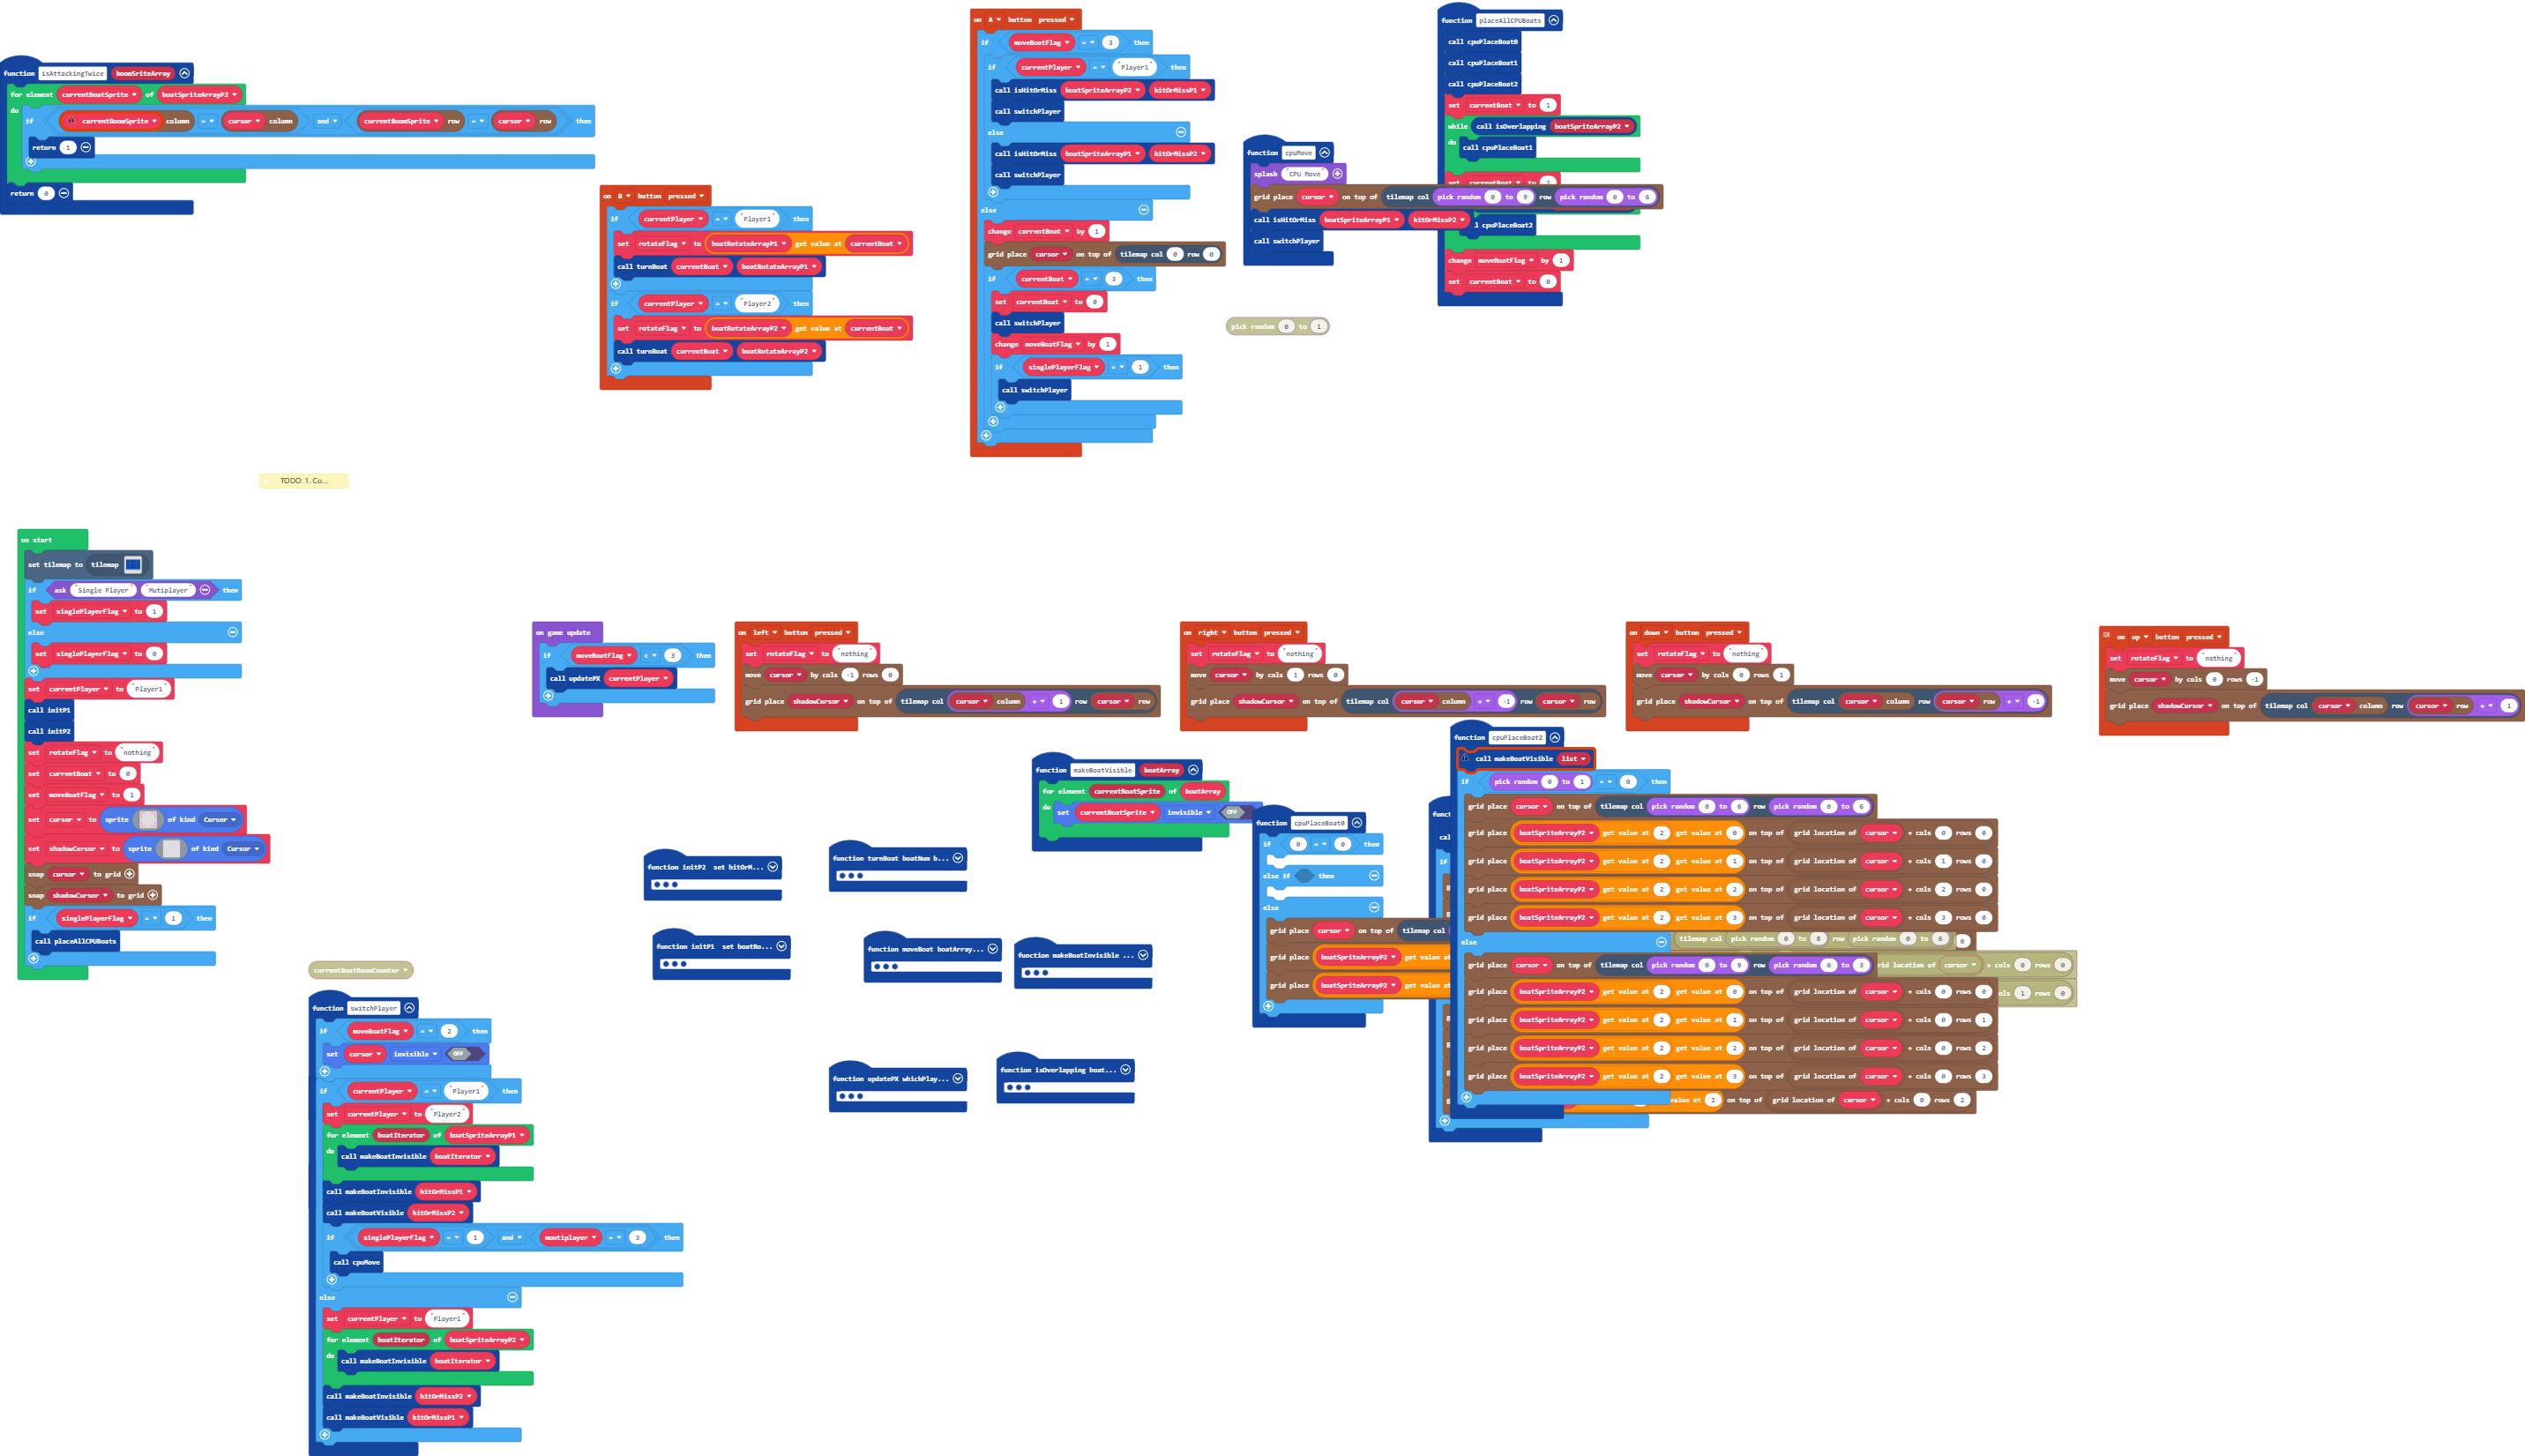 function isAttackingTwice boomSriteArray
for element currentBoatSprite of boatSpriteArrayP2
do
if currentBoomSprite column = cursor column and currentBoomSprite row = cursor row then
return 1
return 0
on B button pressed
if currentPlayer = "Player1" then
set rotateFlag to boatRotateArrayP1 get value at currentBoat
call turnBoat currentBoat boatRotateArrayP1
if currentPlayer = "Player2" then
set rotateFlag to boatRotateArrayP2 get value at currentBoat
call turnBoat currentBoat boatRotateArrayP2
on A button pressed
if moveBoatFlag = 3 then
if currentPlayer = "Player1" then
call isHitOrMiss boatSpriteArrayP2 hitOrMissP1
call switchPlayer
else
call isHitOrMiss boatSpriteArrayP1 hitOrMissP2
call switchPlayer
else
change currentBoat by 1
grid place cursor on top of tilemap col 0 row 0
if currentBoat = 3 then
set currentBoat to 0
call switchPlayer
change moveBoatFlag by 1
if singlePlayerFlag = 1 then
call switchPlayer
function cpuMove
splash "CPU Move"
grid place cursor on top of tilemap col pick random 0 to 9 row pick random 0 to 6
call isHitOrMiss boatSpriteArrayP1 hitOrMissP2
call switchPlayer
pick random 0 to 1
function placeAllCPUBoats
call cpuPlaceBoat0
call cpuPlaceBoat1
call cpuPlaceBoat2
set currentBoat to 1
while call isOverlapping boatSpriteArrayP2
do call cpuPlaceBoat1
set currentBoat to 2
l cpuPlaceBoat2
change moveBoatFlag by 1
set currentBoat to 0
TODO: 1. Co...
on start
set tilemap to tilemap
if ask "Single Player" "Mutiplayer" then
set singlePlayerFlag to 1
else
set singlePlayerFlag to 0
set currentPlayer to "Player1"
call initP1
call initP2
set rotateFlag to "nothing"
set currentBoat to 0
set moveBoatFlag to 1
set cursor to sprite of kind Cursor
set shadowCursor to sprite of kind Cursor
snap cursor to grid
snap shadowCursor to grid
if singlePlayerFlag = 1 then
call placeAllCPUBoats
on game update
if moveBoatFlag < 3 then
call updatePX currentPlayer
on left button pressed
set rotateFlag to "nothing"
move cursor by cols -1 rows 0
grid place shadowCursor on top of tilemap col cursor column + 1 row cursor row
on right button pressed
set rotateFlag to "nothing"
move cursor by cols 1 rows 0
grid place shadowCursor on top of tilemap col cursor column + -1 row cursor row
on down button pressed
set rotateFlag to "nothing"
move cursor by cols 0 rows 1
grid place shadowCursor on top of tilemap col cursor column row cursor row + -1
on up button pressed
set rotateFlag to "nothing"
move cursor by cols 0 rows -1
grid place shadowCursor on top of tilemap col cursor column row cursor row + 1
function makeBoatVisible boatArray
for element currentBoatSprite of boatArray
do set currentBoatSprite invisible OFF
function initP2 set hitOrM...
function turnBoat boatNum b...
function initP1 set boatRo...
function moveBoat boatArray...
function makeBoatInvisible ...
function updatePX whichPlay...
function isOverlapping boat...
function cpuPlaceBoat0
if 0 = 0 then
else if then
else
grid place cursor on top of tilemap col
grid place boatSpriteArrayP2 get value at
grid place boatSpriteArrayP2 get value at
funct
cal
if
function cpuPlaceBoat2
call makeBoatVisible list
if pick random 0 to 1 = 0 then
grid place cursor on top of tilemap col pick random 0 to 6 row pick random 0 to 6
grid place boatSpriteArrayP2 get value at 2 get value at 0 on top of grid location of cursor + cols 0 rows 0
grid place boatSpriteArrayP2 get value at 2 get value at 1 on top of grid location of cursor + cols 1 rows 0
grid place boatSpriteArrayP2 get value at 2 get value at 2 on top of grid location of cursor + cols 2 rows 0
grid place boatSpriteArrayP2 get value at 2 get value at 3 on top of grid location of cursor + cols 3 rows 0
else
tilemap col pick random 0 to 8 row pick random 0 to 6 0
grid place cursor on top of tilemap col pick random 0 to 9 row pick random 0 to 3
rid location of cursor + cols 0 rows 0
grid place boatSpriteArrayP2 get value at 2 get value at 0 on top of grid location of cursor + cols 0 rows 0
ols 1 rows 0
grid place boatSpriteArrayP2 get value at 2 get value at 1 on top of grid location of cursor + cols 0 rows 1
grid place boatSpriteArrayP2 get value at 2 get value at 2 on top of grid location of cursor + cols 0 rows 2
grid place boatSpriteArrayP2 get value at 2 get value at 3 on top of grid location of cursor + cols 0 rows 3
value at 2 on top of grid location of cursor + cols 0 rows 2
currentBoatBoomCounter
function switchPlayer
if moveBoatFlag = 2 then
set cursor invisible OFF
if currentPlayer = "Player1" then
set currentPlayer to "Player2"
for element boatIterator of boatSpriteArrayP1
do call makeBoatInvisible boatIterator
call makeBoatInvisible hitOrMissP1
call makeBoatVisible hitOrMissP2
if singlePlayerFlag = 1 and moutiplayer = 3 then
call cpuMove
else
set currentPlayer to "Player1"
for element boatIterator of boatSpriteArrayP2
do call makeBoatInvisible boatIterator
call makeBoatInvisible hitOrMissP2
call makeBoatVisible hitOrMissP1